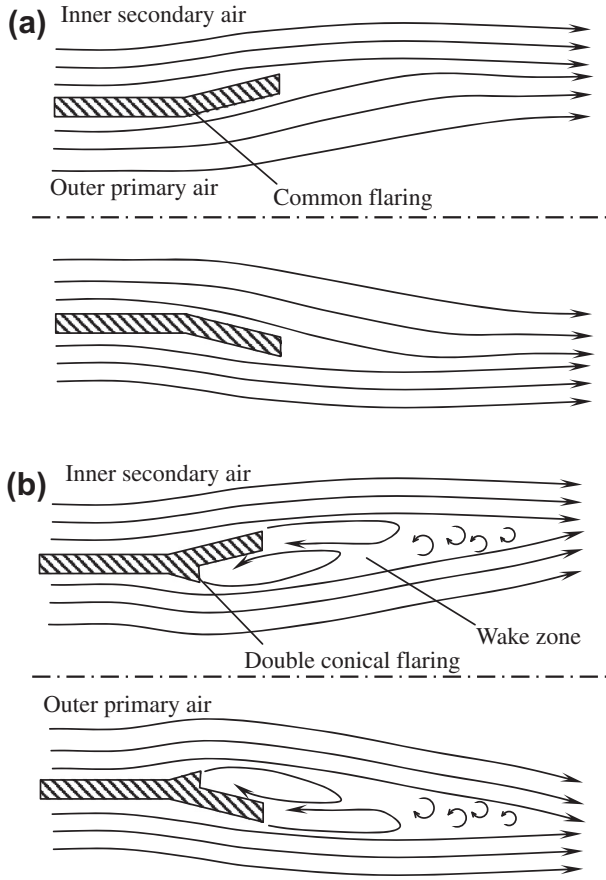 (a)
Inner secondary air
Outer primary air
Common flaring
(b)
Inner secondary air
Wake zone
Double conical flaring
Outer primary air